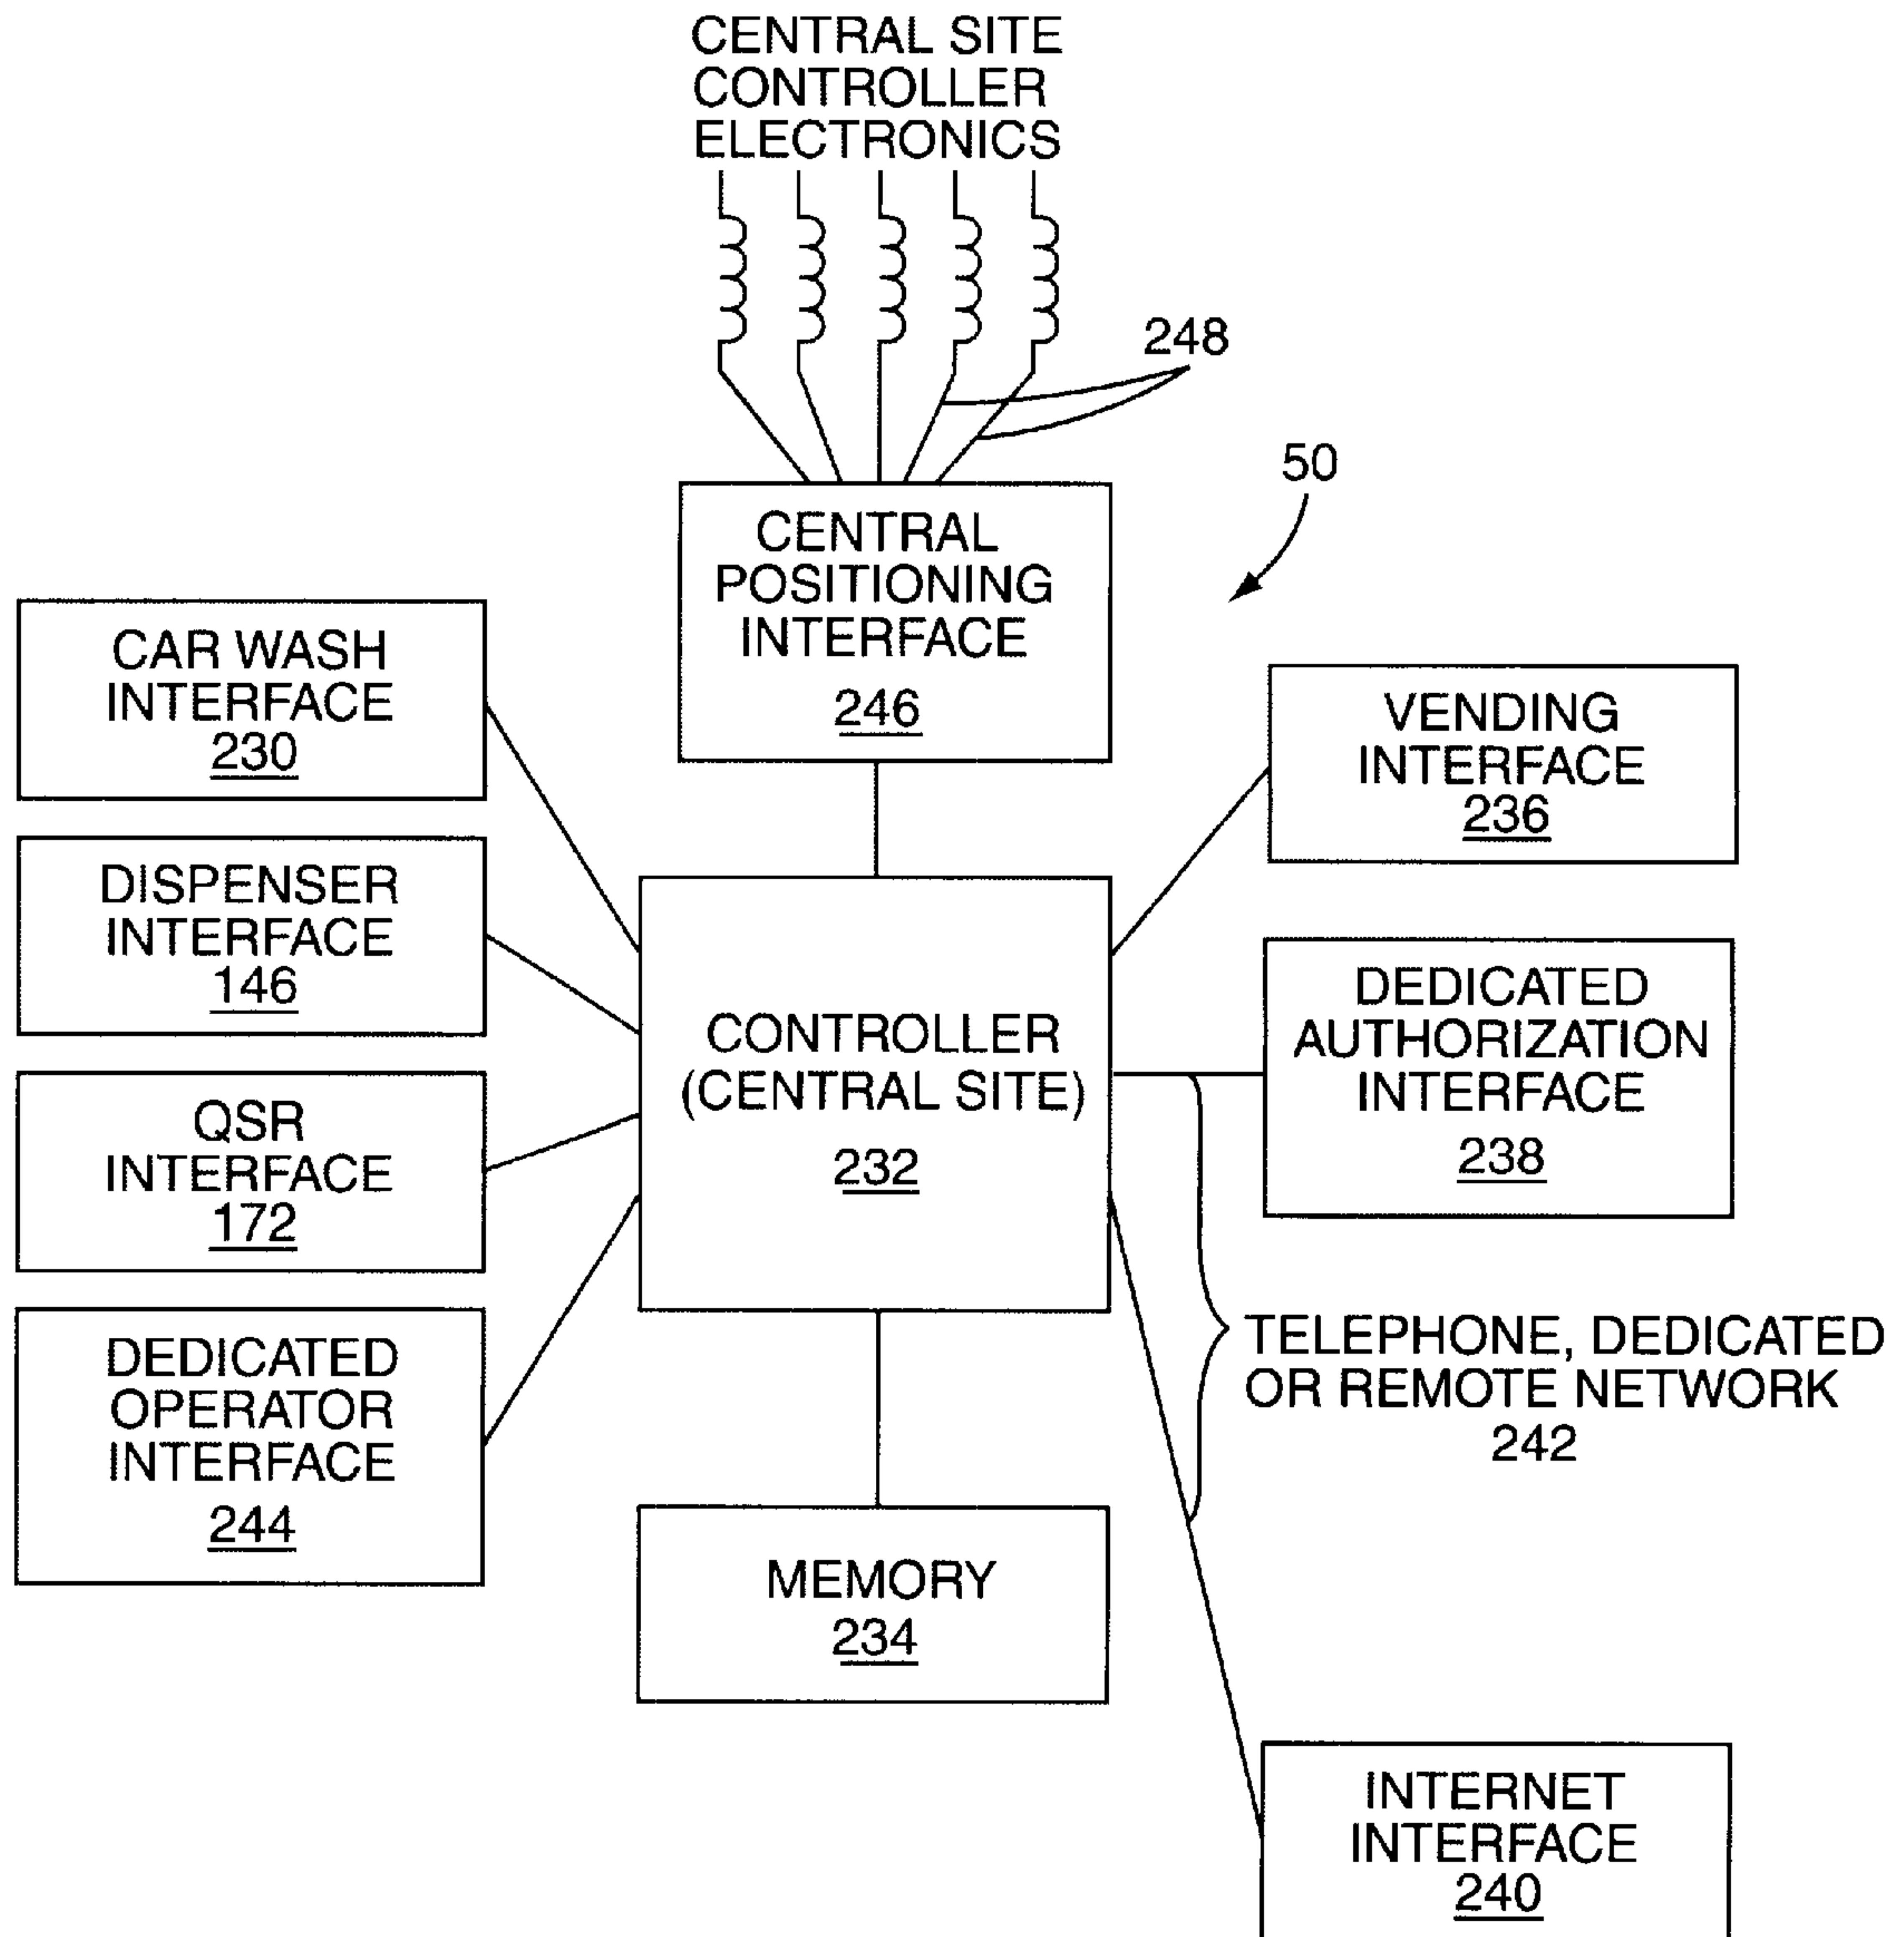 CENTRAL SITE
CONTROLLER
ELECTRONICS
248
50
CENTRAL
POSITIONING
INTERFACE
246
CAR WASH
INTERFACE
230
VENDING
INTERFACE
236
DISPENSER
INTERFACE
146
CONTROLLER
(CENTRAL SITE)
232
DEDICATED
AUTHORIZATION
INTERFACE
238
QSR
INTERFACE
172
TELEPHONE, DEDICATED
OR REMOTE NETWORK
242
DEDICATED
OPERATOR
INTERFACE
244
MEMORY
234
INTERNET
INTERFACE
240